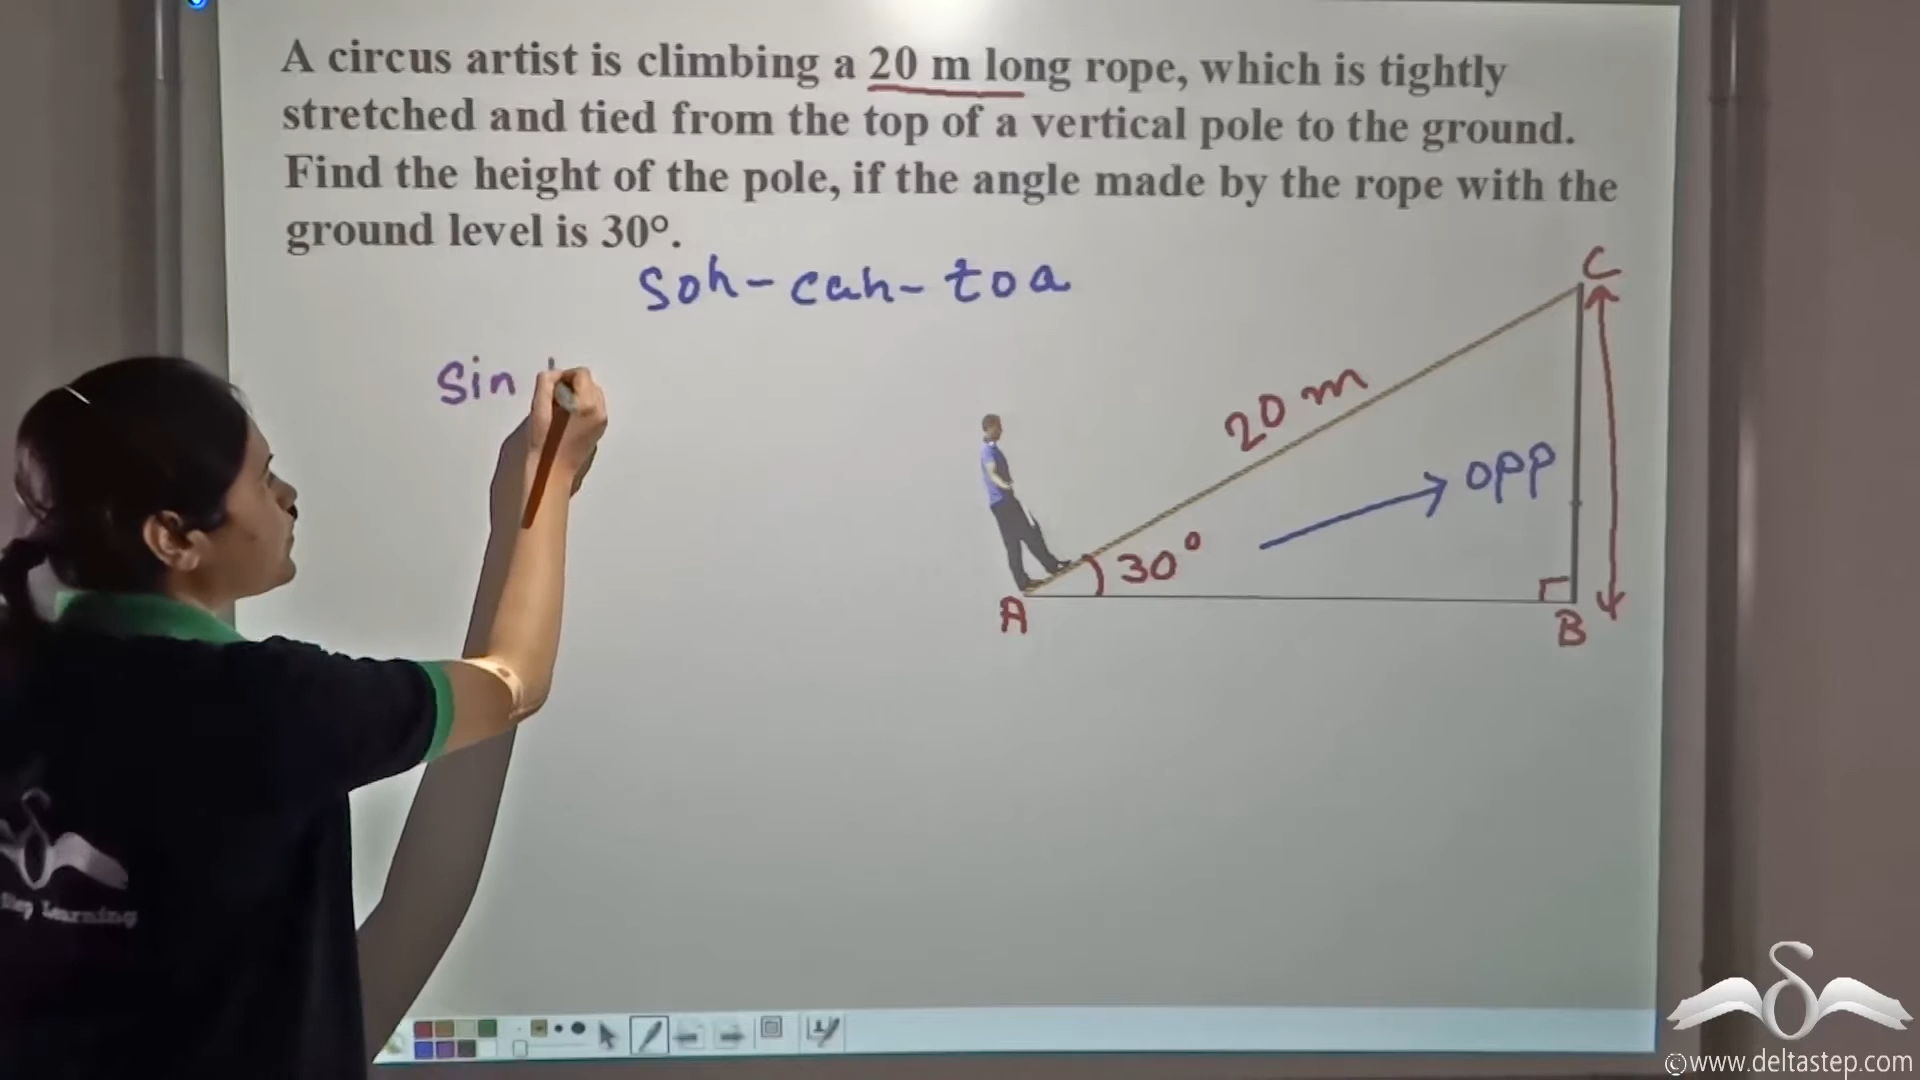 A circus artist is climbing a 20 m long rope, which is tightly
stretched and tied from the top of a vertical pole to the ground.
Find the height of the pole, if the angle made by the rope with the
ground level is 30°.
soh-cah-toa
sin
C
20 m
opp
30°
A
B
Step Learning
©www.deltastep.com